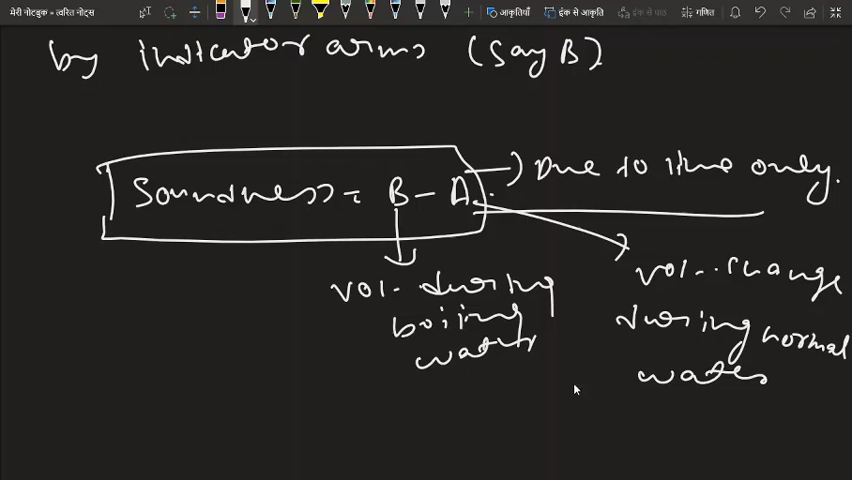 मेरी नोटबुक » त्वरित नोट्स
आकृतियाँ
इंक से आकृति
इंक से पाठ
गणित
by indicator arms (Say B)
Soundness = B - A.
Due to lime only.
vol. during
boiling
water
vol. change
during normal
water